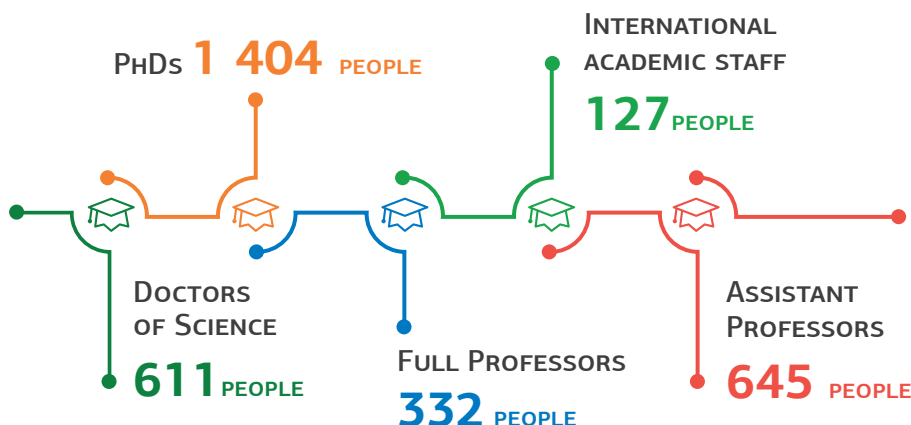 PhDs 1 404 people
International
academic staff
127 people
Doctors
of Science
611 people
Full Professors
332 people
Assistant
Professors
645 people